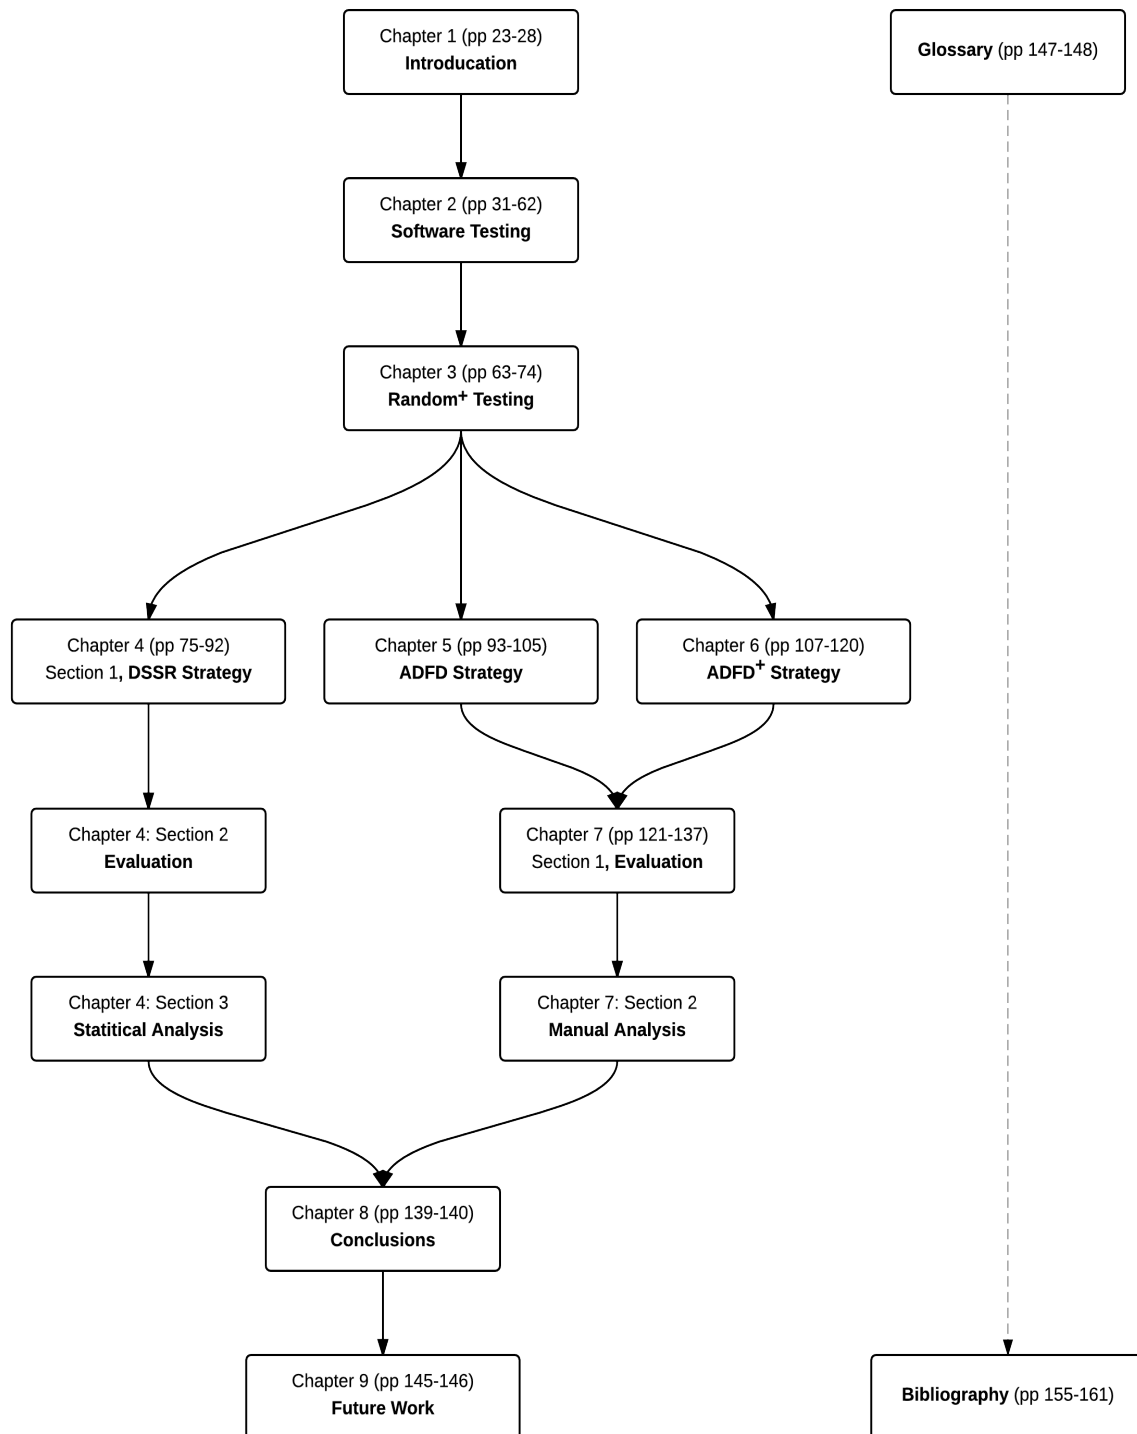 Chapter 1 (pp 23-28)
Introducation
Glossary (pp 147-148)
Chapter 2 (pp 31-62)
Software Testing
Chapter 3 (pp 63-74)
Random+ Testing
Chapter 4 (pp 75-92)
Section 1, DSSR Strategy
Chapter 5 (pp 93-105)
ADFD Strategy
Chapter 6 (pp 107-120)
ADFD+ Strategy
Chapter 4: Section 2
Evaluation
Chapter 7 (pp 121-137)
Section 1, Evaluation
Chapter 4: Section 3
Statitical Analysis
Chapter 7: Section 2
Manual Analysis
Chapter 8 (pp 139-140)
Conclusions
Chapter 9 (pp 145-146)
Future Work
Bibliography (pp 155-161)